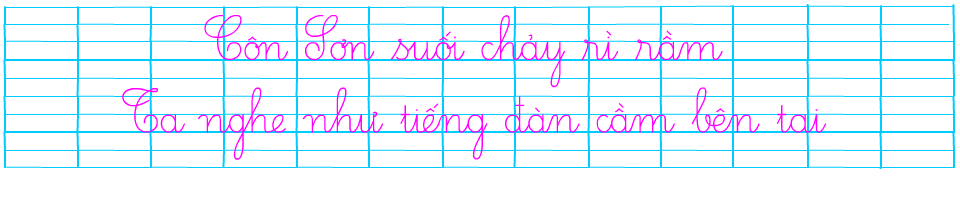 Côn Sơn suối chảy rì rầm
Ta nghe như tiếng đàn cầm bên tai